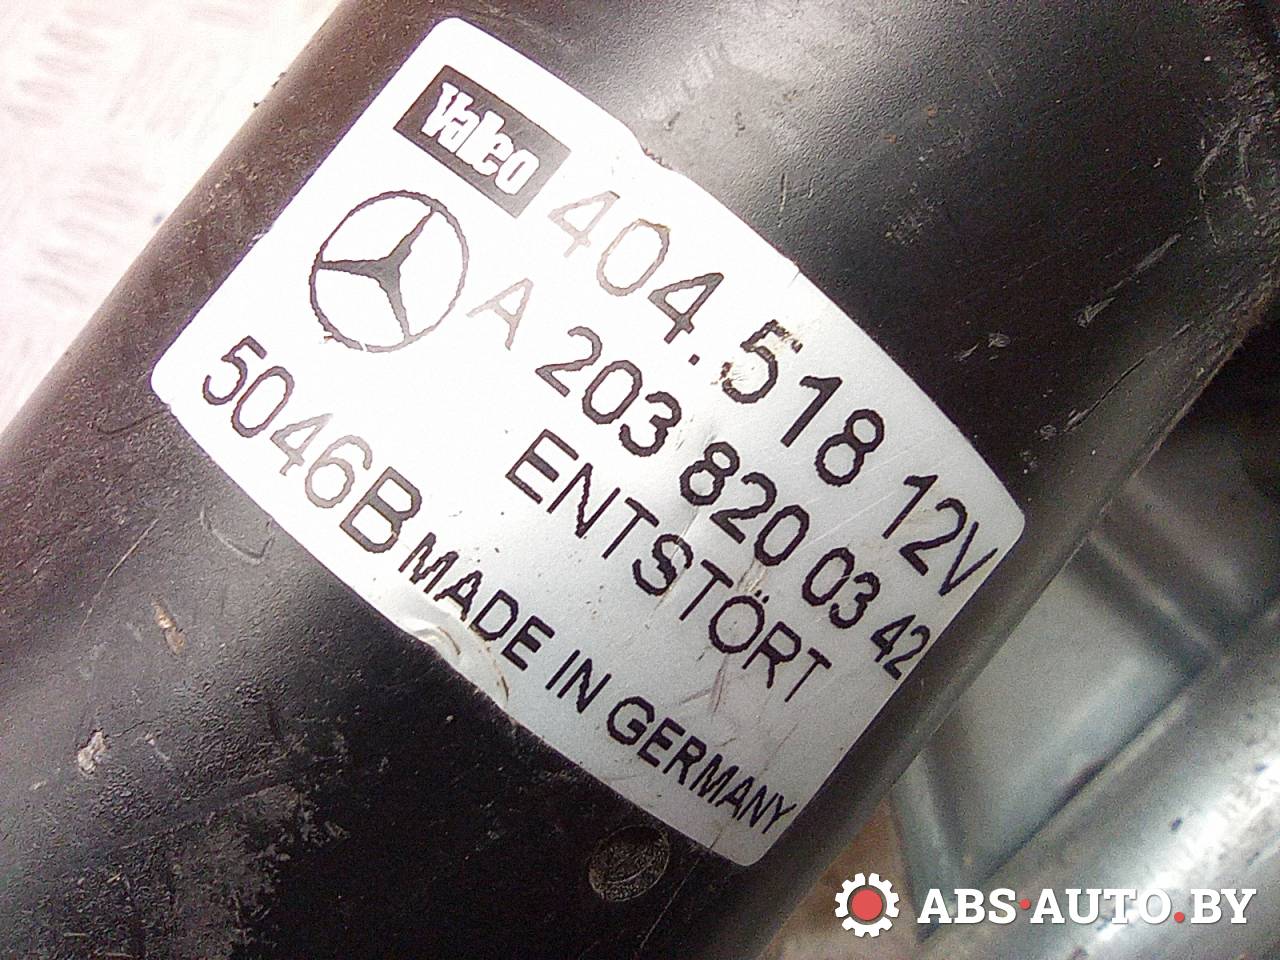 Valeo
404.518 12V
A 203 820 03 42
ENTSTÖRT
5046B MADE IN GERMANY
ABS·AUTO.BY